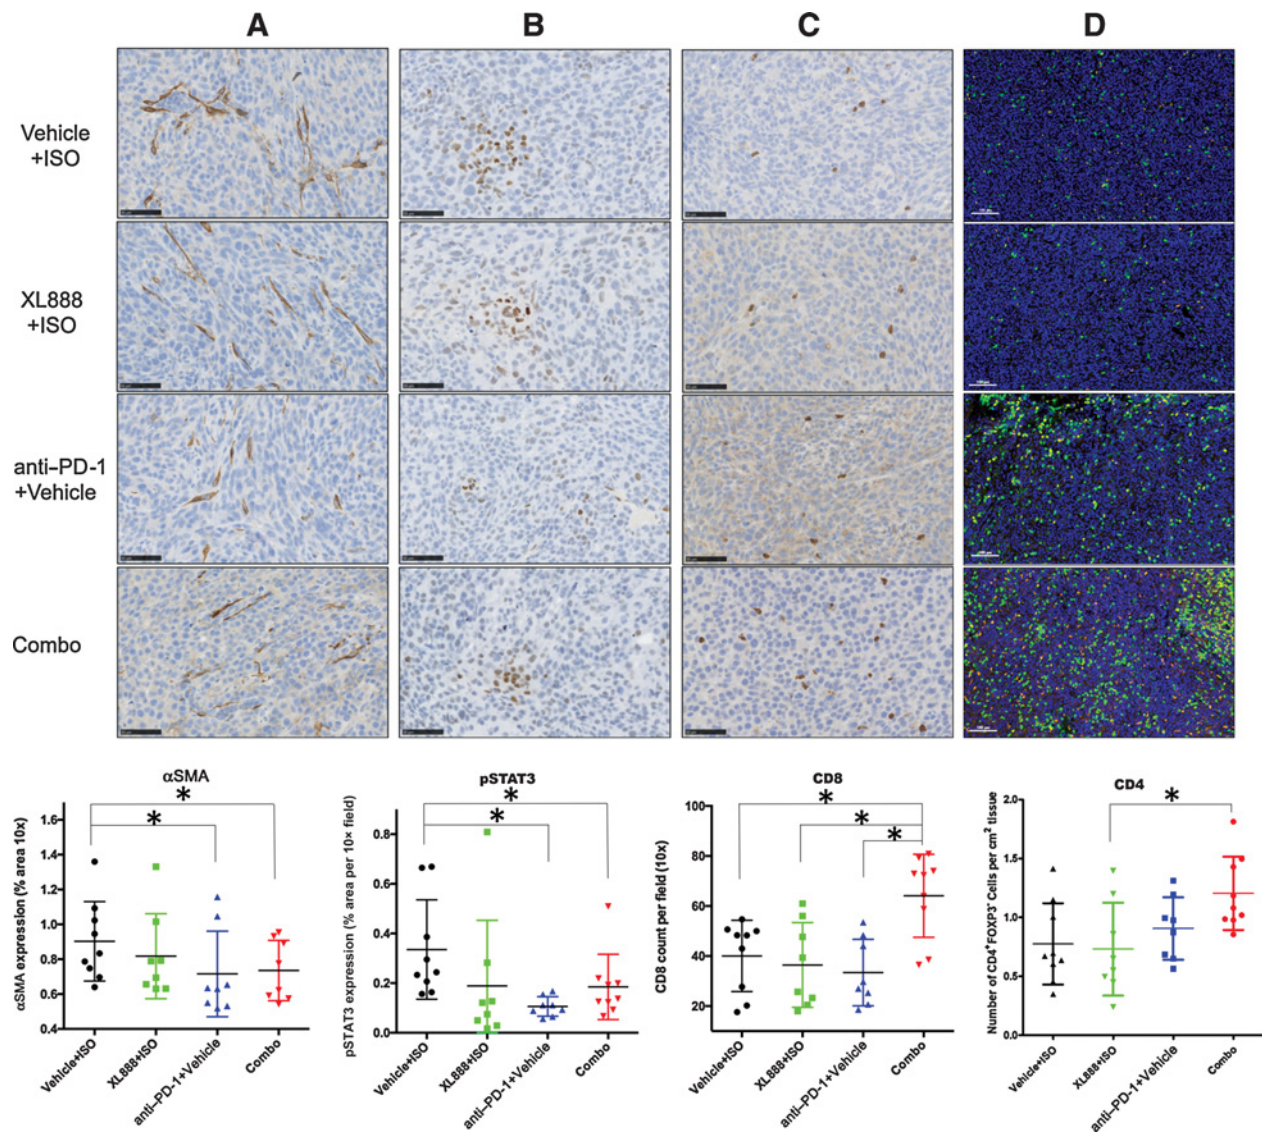 A B C D
Vehicle
+ISO
XL888
+ISO
anti–PD-1
+Vehicle
Combo
αSMA
αSMA expression (% area 10x)
1.6
1.4
1.2
1.0
0.8
0.6
0.4
*
*
Vehicle+ISO
XL888+ISO
anti–PD-1+Vehicle
Combo
pSTAT3
pSTAT3 expression (% area per 10× field)
0.8
0.6
0.4
0.2
0.0
*
*
Vehicle+ISO
XL888+ISO
anti–PD-1+Vehicle
Combo
CD8
CD8 count per field (10x)
100
80
60
40
20
*
*
*
Vehicle+ISO
XL888+ISO
anti–PD-1+Vehicle
Combo
CD4
Number of CD4⁺FOXP3⁻ Cells per cm² tissue
2.0
1.5
1.0
0.5
0.0
*
Vehicle+ISO
XL888+ISO
anti–PD-1+Vehicle
Combo